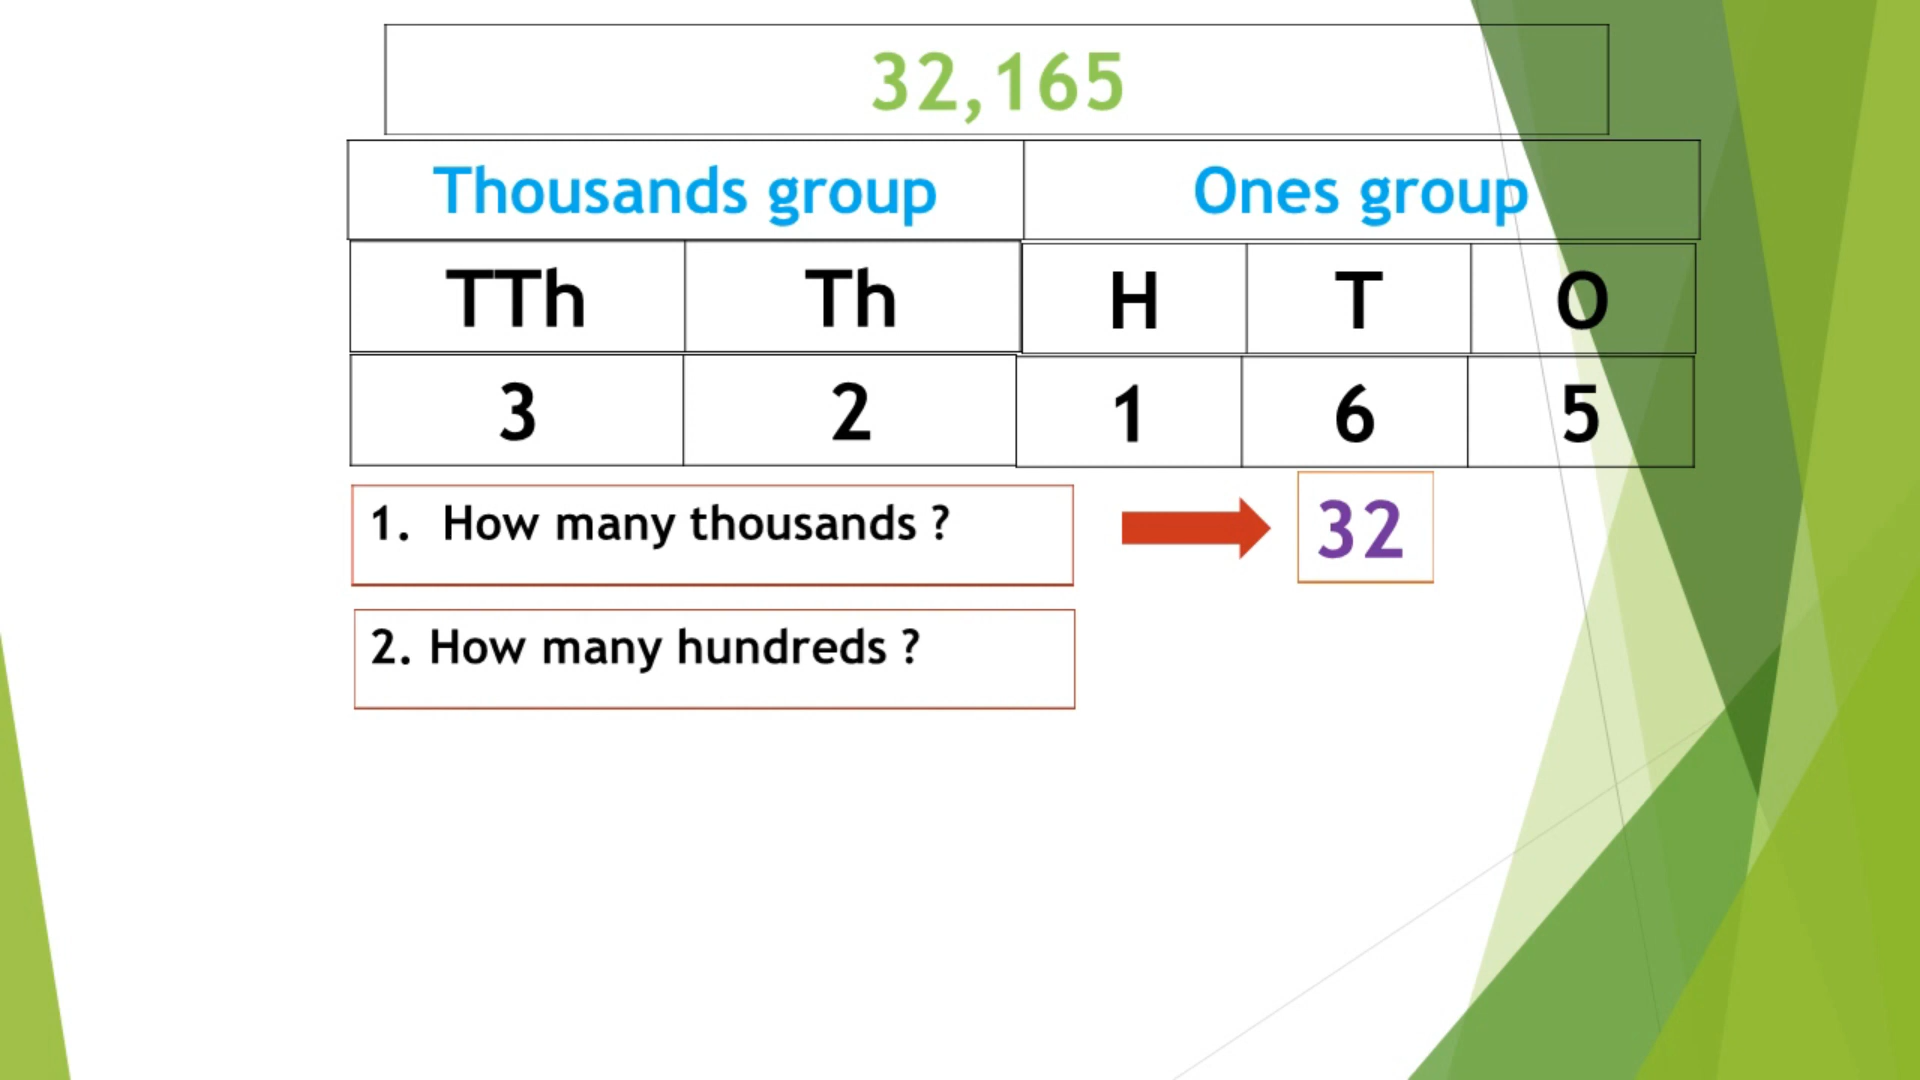 32,165
Thousands group Ones group
TTh Th H T O
3 2 1 6 5
1. How many thousands ? 32
2. How many hundreds ?